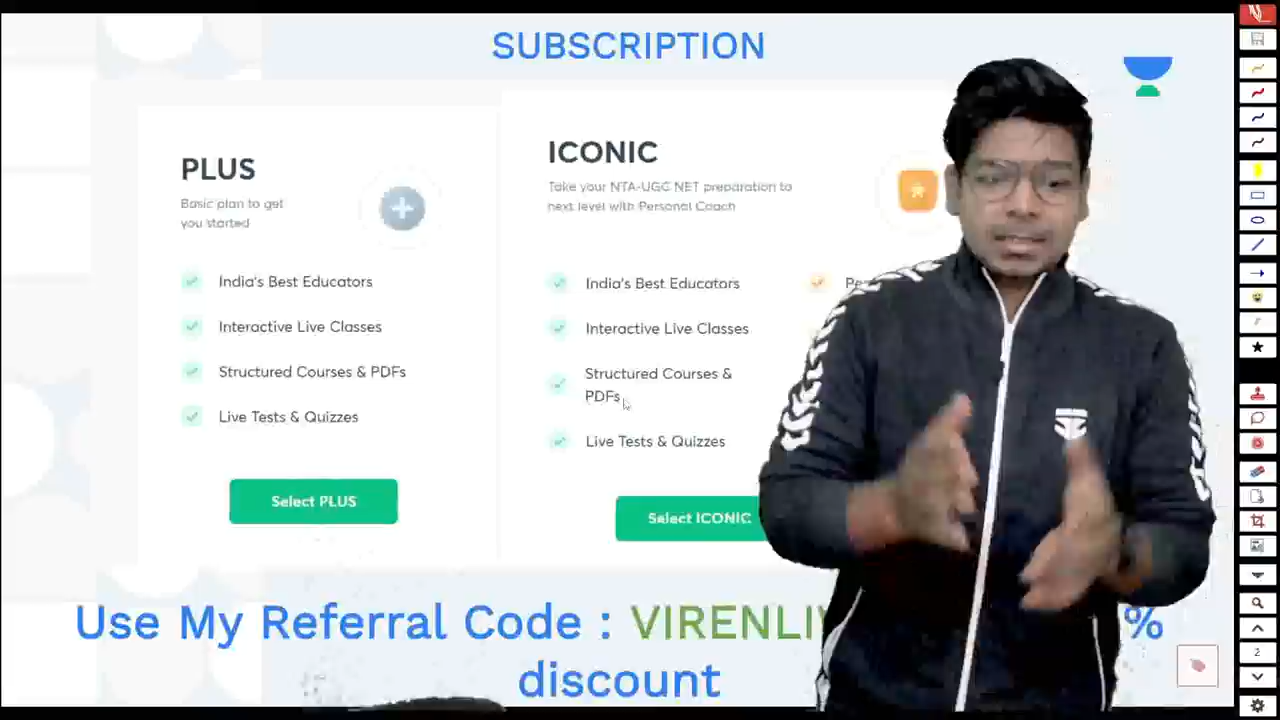 SUBSCRIPTION
PLUS
Basic plan to get
you started
India's Best Educators
Interactive Live Classes
Structured Courses & PDFs
Live Tests & Quizzes
Select PLUS
ICONIC
Take your NTA-UGC NET preparation to
next level with Personal Coach
India's Best Educators
Interactive Live Classes
Structured Courses &
PDFs
Live Tests & Quizzes
Select ICONIC
Use My Referral Code : %
discount
2